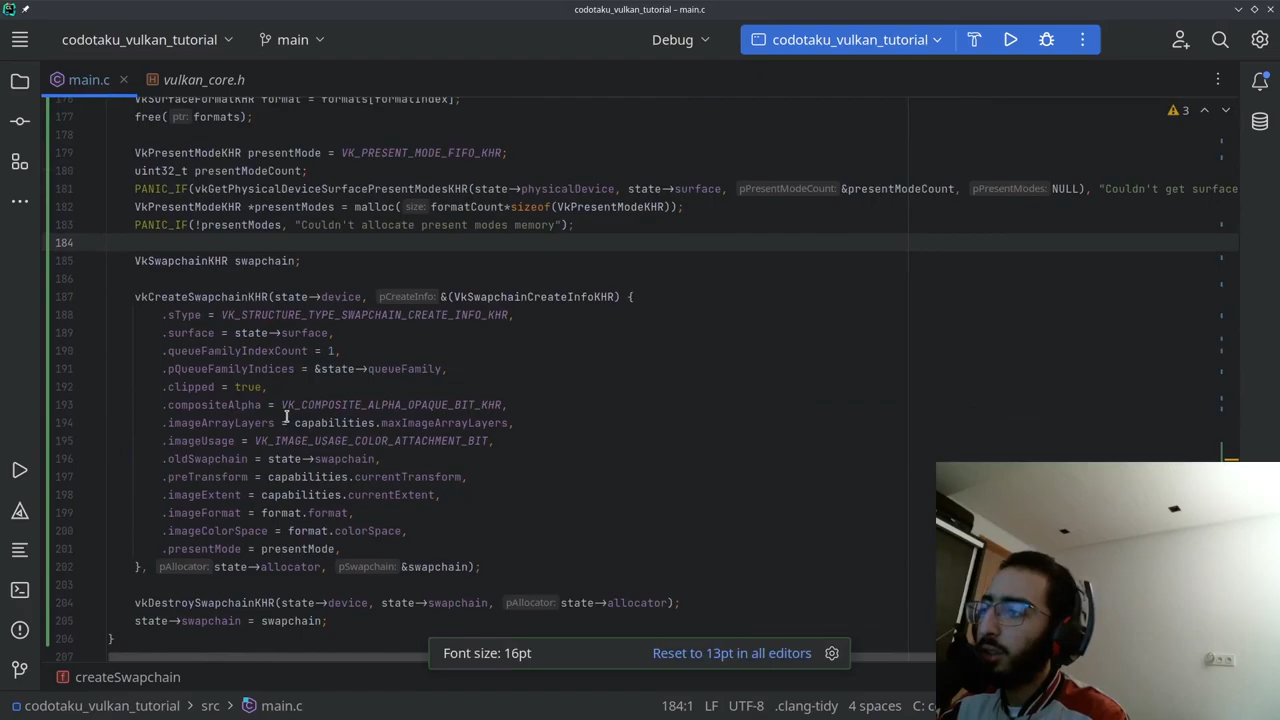 codotaku_vulkan_tutorial – main.c
codotaku_vulkan_tutorial
main
Debug
codotaku_vulkan_tutorial
main.c
vulkan_core.h
3
176 VkSurfaceFormatKHR format = formats[formatIndex];
177 free( ptr: formats);
178
179 VkPresentModeKHR presentMode = VK_PRESENT_MODE_FIFO_KHR;
180 uint32_t presentModeCount;
181 PANIC_IF(vkGetPhysicalDeviceSurfacePresentModesKHR(state->physicalDevice, state->surface, pPresentModeCount: &presentModeCount, pPresentModes: NULL), "Couldn't get surface
182 VkPresentModeKHR *presentModes = malloc( size: formatCount*sizeof(VkPresentModeKHR));
183 PANIC_IF(!presentModes, "Couldn't allocate present modes memory");
184
185 VkSwapchainKHR swapchain;
186
187 vkCreateSwapchainKHR(state->device, pCreateInfo: &(VkSwapchainCreateInfoKHR) {
188 .sType = VK_STRUCTURE_TYPE_SWAPCHAIN_CREATE_INFO_KHR,
189 .surface = state->surface,
190 .queueFamilyIndexCount = 1,
191 .pQueueFamilyIndices = &state->queueFamily,
192 .clipped = true,
193 .compositeAlpha = VK_COMPOSITE_ALPHA_OPAQUE_BIT_KHR,
194 .imageArrayLayers = capabilities.maxImageArrayLayers,
195 .imageUsage = VK_IMAGE_USAGE_COLOR_ATTACHMENT_BIT,
196 .oldSwapchain = state->swapchain,
197 .preTransform = capabilities.currentTransform,
198 .imageExtent = capabilities.currentExtent,
199 .imageFormat = format.format,
200 .imageColorSpace = format.colorSpace,
201 .presentMode = presentMode,
202 }, pAllocator: state->allocator, pSwapchain: &swapchain);
203
204 vkDestroySwapchainKHR(state->device, state->swapchain, pAllocator: state->allocator);
205 state->swapchain = swapchain;
206 }
207
Font size: 16pt
Reset to 13pt in all editors
createSwapchain
codotaku_vulkan_tutorial > src > main.c
184:1 LF UTF-8 .clang-tidy 4 spaces